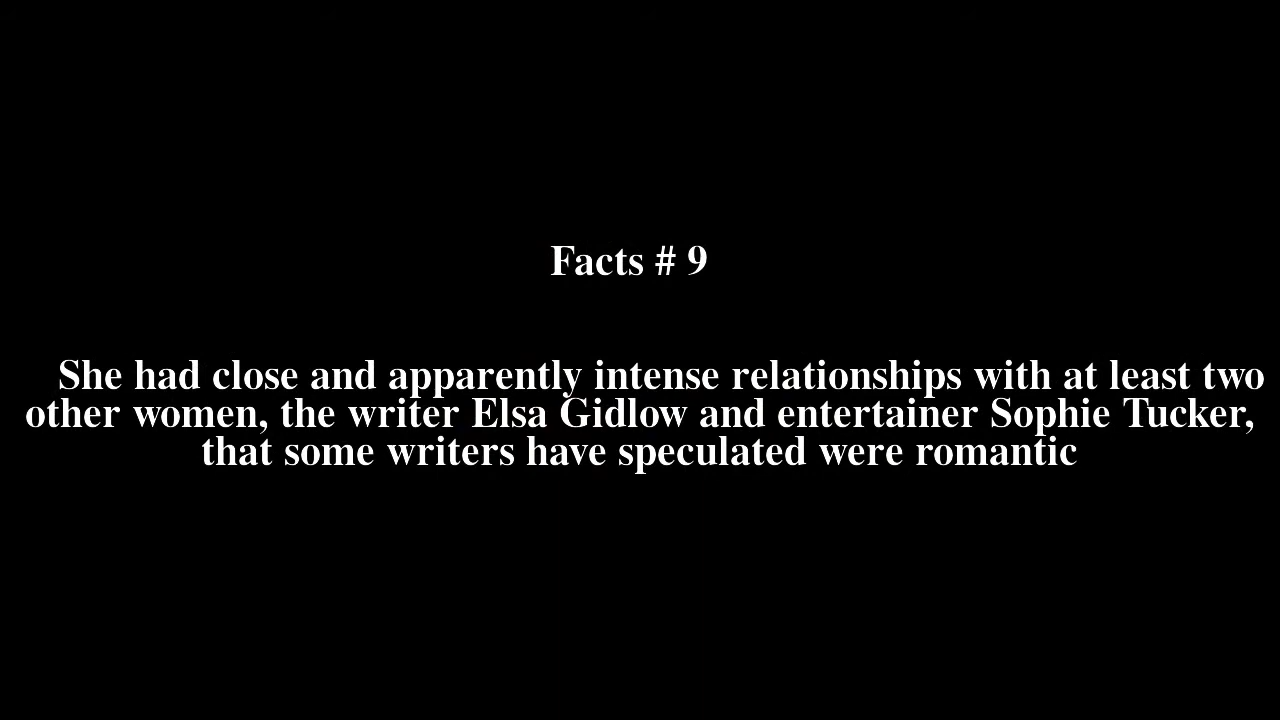 Facts # 9
She had close and apparently intense relationships with at least two
other women, the writer Elsa Gidlow and entertainer Sophie Tucker,
that some writers have speculated were romantic